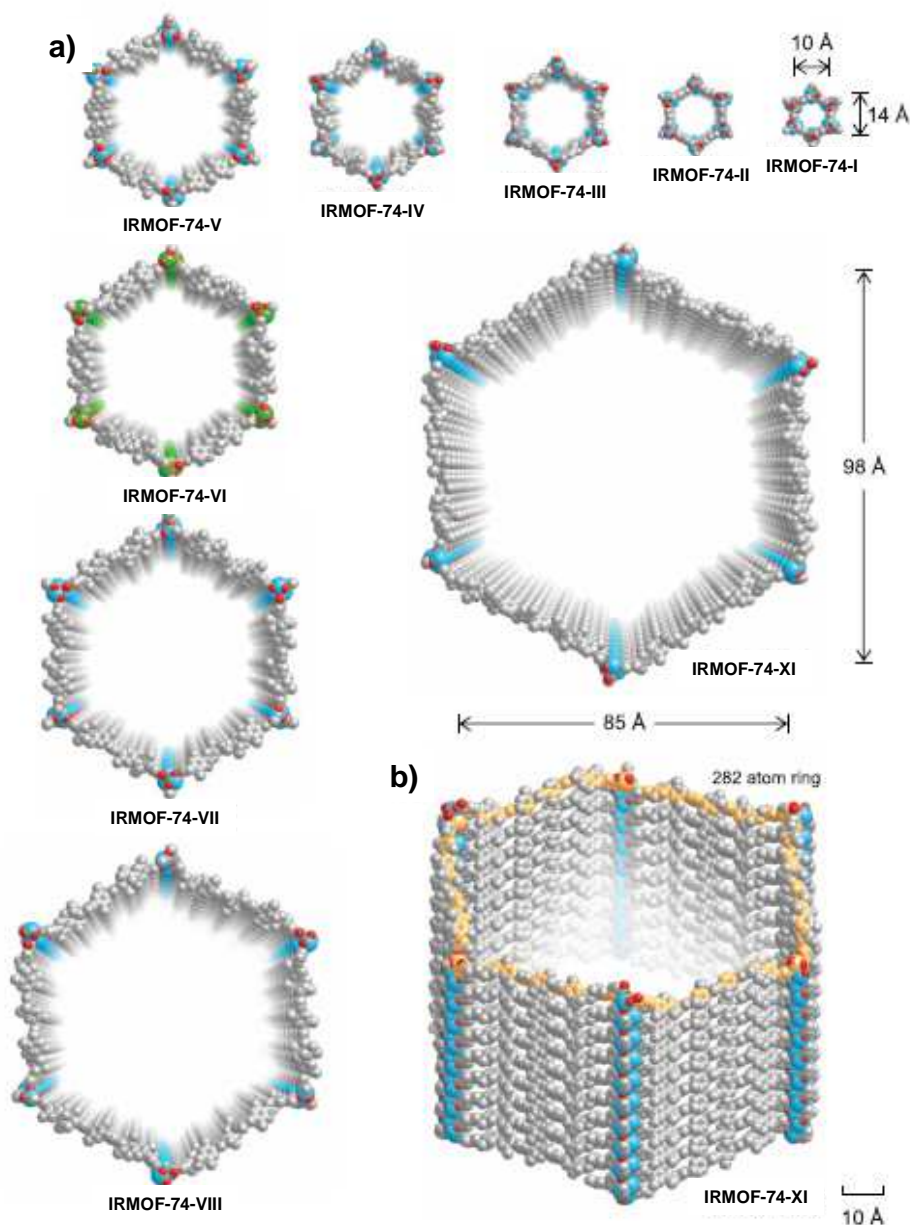 a)
10 Å
14 Å
IRMOF-74-V
IRMOF-74-IV
IRMOF-74-III
IRMOF-74-II
IRMOF-74-I
IRMOF-74-VI
98 Å
IRMOF-74-XI
85 Å
IRMOF-74-VII
b)
282 atom ring
IRMOF-74-VIII
IRMOF-74-XI
10 Å